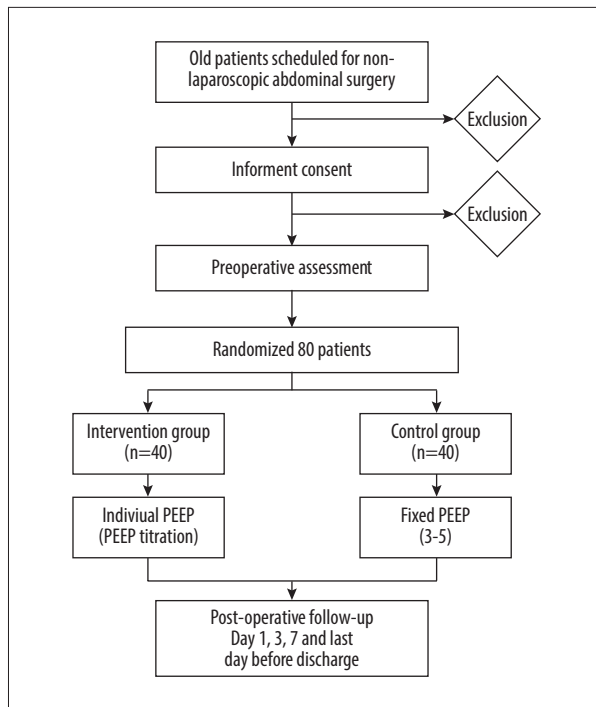 Old patients scheduled for non-
laparoscopic abdominal surgery
Exclusion
Informent consent
Exclusion
Preoperative assessment
Randomized 80 patients
Intervention group
(n=40)
Control group
(n=40)
Indiviual PEEP
(PEEP titration)
Fixed PEEP
(3-5)
Post-operative follow-up
Day 1, 3, 7 and last
day before discharge